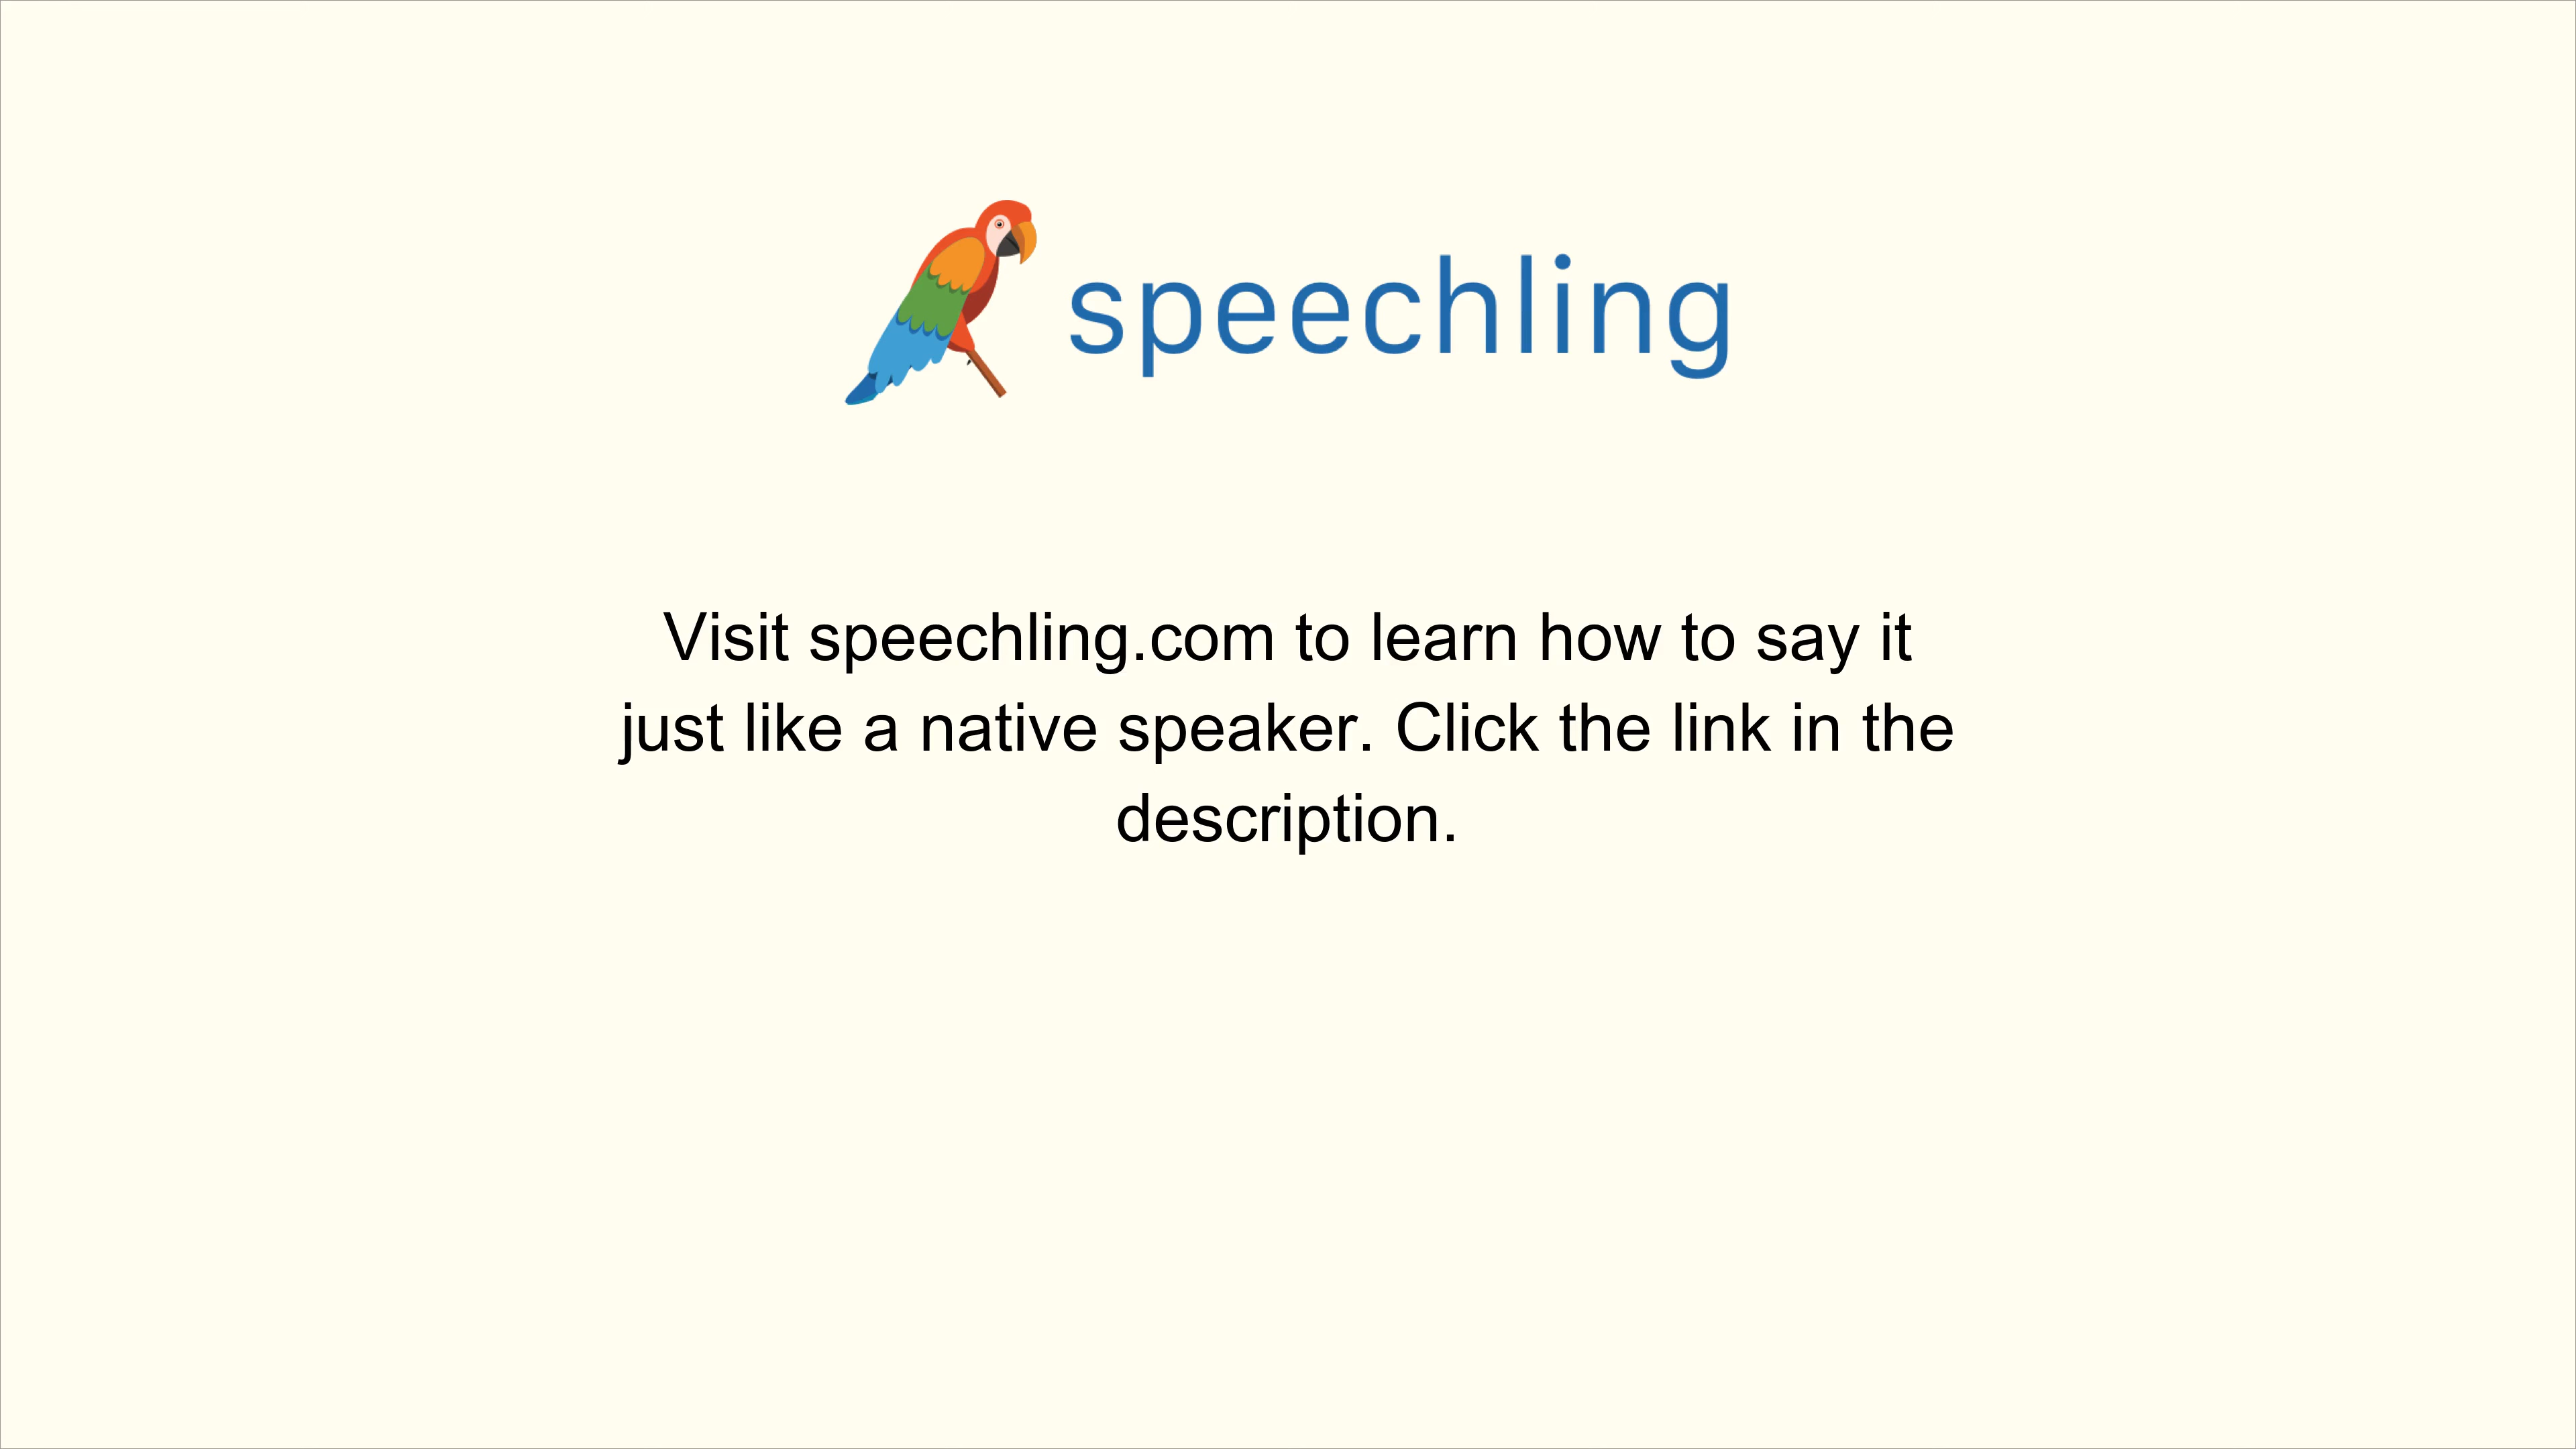 speechling
Visit speechling.com to learn how to say it
just like a native speaker. Click the link in the
description.